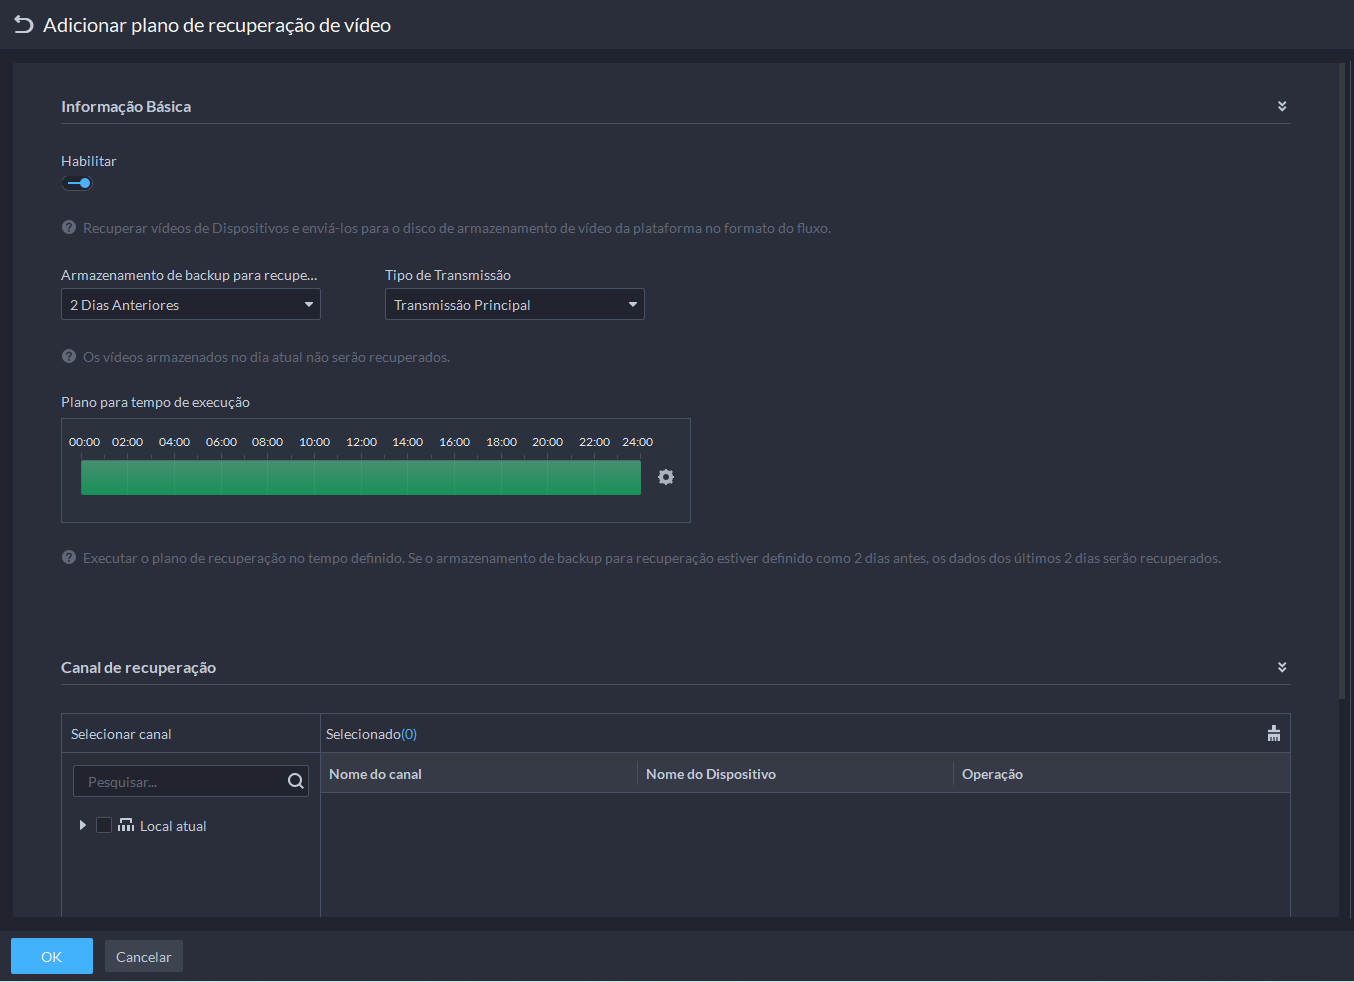 Adicionar plano de recuperação de vídeo
Informação Básica
Habilitar
Recuperar vídeos de Dispositivos e enviá-los para o disco de armazenamento de vídeo da plataforma no formato do fluxo.
Armazenamento de backup para recupe... Tipo de Transmissão
2 Dias Anteriores Transmissão Principal
Os vídeos armazenados no dia atual não serão recuperados.
Plano para tempo de execução
00:00 02:00 04:00 06:00 08:00 10:00 12:00 14:00 16:00 18:00 20:00 22:00 24:00
Executar o plano de recuperação no tempo definido. Se o armazenamento de backup para recuperação estiver definido como 2 dias antes, os dados dos últimos 2 dias serão recuperados.
Canal de recuperação
Selecionar canal Selecionado(0)
Pesquisar... Nome do canal Nome do Dispositivo Operação
Local atual
OK Cancelar